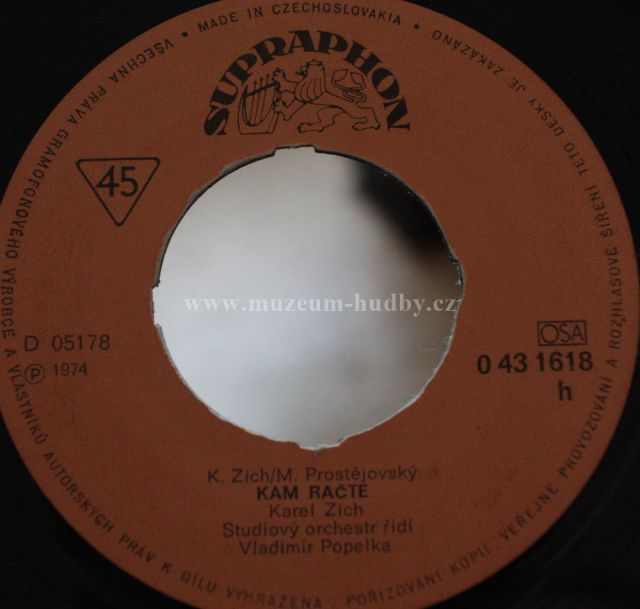 VŠECHNA PRÁVA GRAMOFONOVÉHO VÝROBCE A VLASTNÍKŮ AUTORSKÝCH PRÁV K DÍLU VYHRAŽENA . POŘIZOVÁNÍ KOPIÍ . VEŘEJNÉ PROVOZOVÁNÍ A ROZHLASOVÉ ŠÍŘENÍ TÉTO DESKY JE ZAKÁZÁNO
• MADE IN CZECHOSLOVAKIA •
SUPRAPHON
45
www.muzeum-hudby.cz
D 05178
Ⓟ 1974
OSA
0 43 1618
h
K. Zich/M. Prostějovský
KAM RAČTE
Karel Zich
Studiový orchestr řídí
Vladimír Popelka